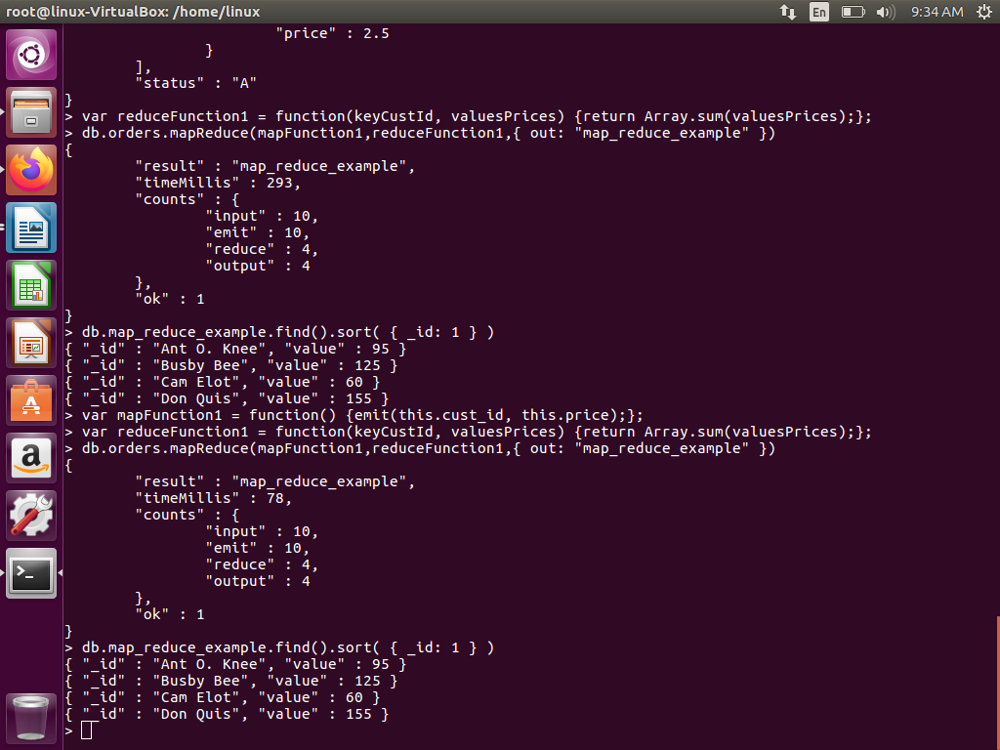 root@linux-VirtualBox: /home/linux
En
9:34 AM
"price" : 2.5
}
],
"status" : "A"
}
> var reduceFunction1 = function(keyCustId, valuesPrices) {return Array.sum(valuesPrices);};
> db.orders.mapReduce(mapFunction1,reduceFunction1,{ out: "map_reduce_example" })
{
"result" : "map_reduce_example",
"timeMillis" : 293,
"counts" : {
"input" : 10,
"emit" : 10,
"reduce" : 4,
"output" : 4
},
"ok" : 1
}
> db.map_reduce_example.find().sort( { _id: 1 } )
{ "_id" : "Ant O. Knee", "value" : 95 }
{ "_id" : "Busby Bee", "value" : 125 }
{ "_id" : "Cam Elot", "value" : 60 }
{ "_id" : "Don Quis", "value" : 155 }
> var mapFunction1 = function() {emit(this.cust_id, this.price);};
> var reduceFunction1 = function(keyCustId, valuesPrices) {return Array.sum(valuesPrices);};
> db.orders.mapReduce(mapFunction1,reduceFunction1,{ out: "map_reduce_example" })
{
"result" : "map_reduce_example",
"timeMillis" : 78,
"counts" : {
"input" : 10,
"emit" : 10,
"reduce" : 4,
"output" : 4
},
"ok" : 1
}
> db.map_reduce_example.find().sort( { _id: 1 } )
{ "_id" : "Ant O. Knee", "value" : 95 }
{ "_id" : "Busby Bee", "value" : 125 }
{ "_id" : "Cam Elot", "value" : 60 }
{ "_id" : "Don Quis", "value" : 155 }
>